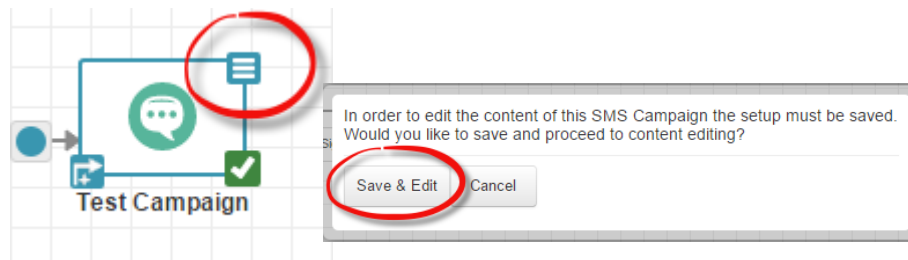 In order to edit the content of this SMS Campaign the setup must be saved.
Would you like to save and proceed to content editing?
Save & Edit
Cancel
Test Campaign